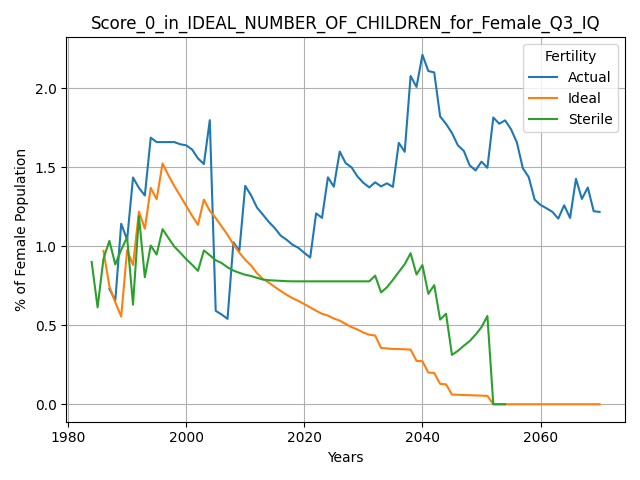 Score_0_in_IDEAL_NUMBER_OF_CHILDREN_for_Female_Q3_IQ
Fertility
Actual
Ideal
Sterile
% of Female Population
2.0
1.5
1.0
0.5
0.0
1980 2000 2020 2040 2060
Years